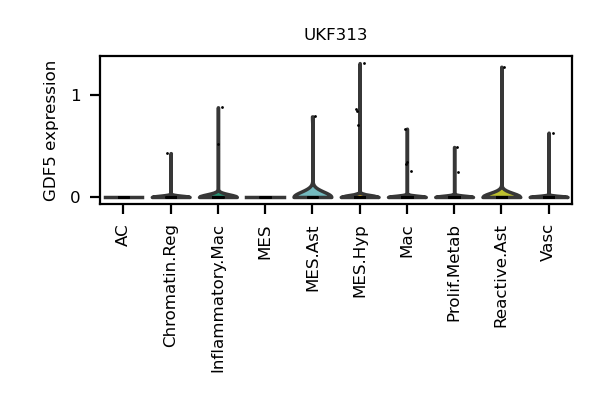 UKF313
GDF5 expression
1
0
AC
Chromatin.Reg
Inflammatory.Mac
MES
MES.Ast
MES.Hyp
Mac
Prolif.Metab
Reactive.Ast
Vasc